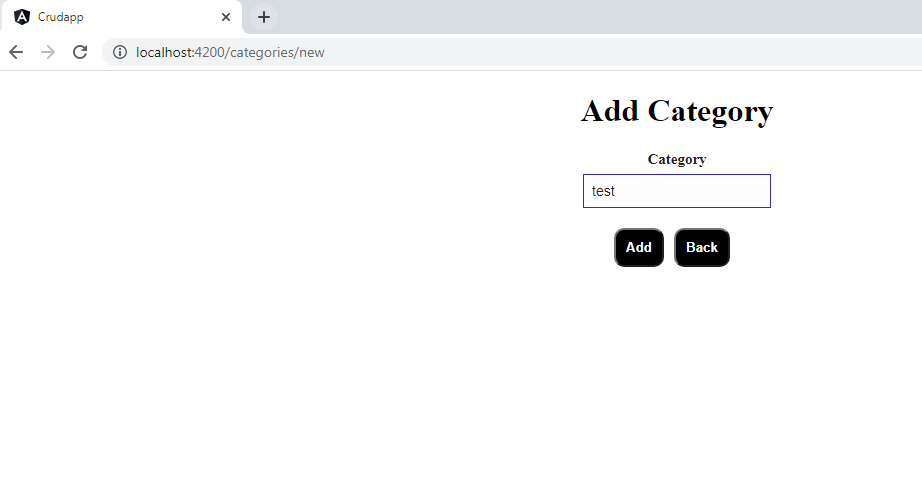 Crudapp
localhost:4200/categories/new
Add Category
Category
test
Add Back